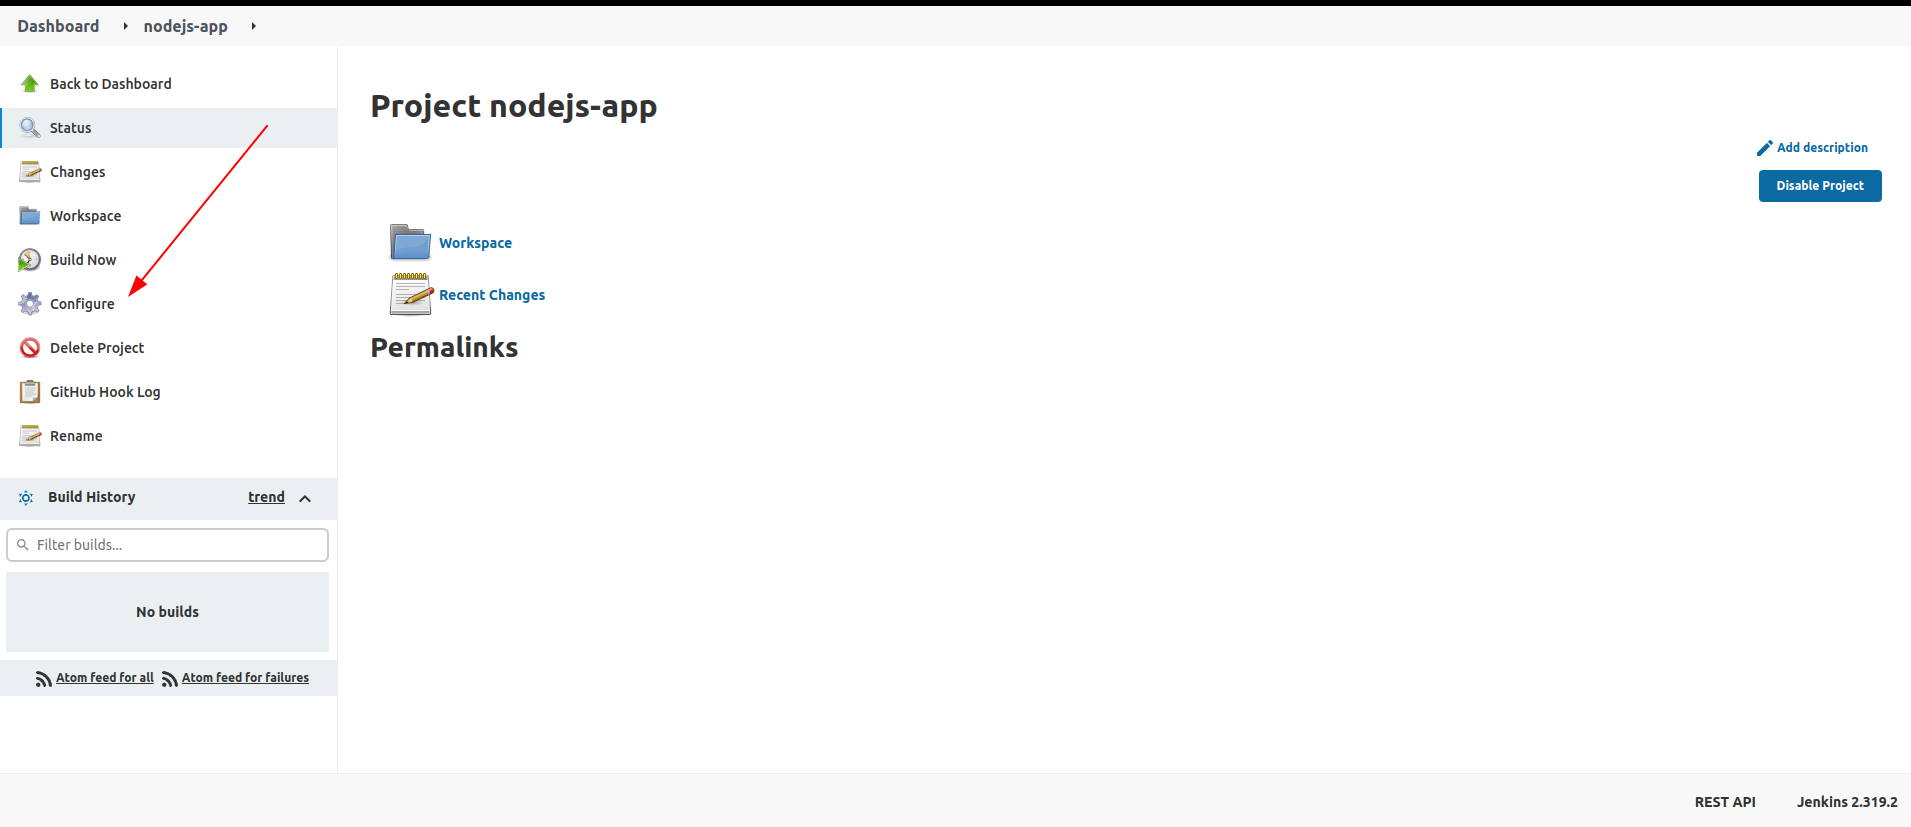 Dashboard nodejs-app
Back to Dashboard
Status
Changes
Workspace
Build Now
Configure
Delete Project
GitHub Hook Log
Rename
Build History trend
Filter builds...
No builds
Atom feed for all Atom feed for failures
Project nodejs-app
Add description
Disable Project
Workspace
Recent Changes
Permalinks
REST API Jenkins 2.319.2